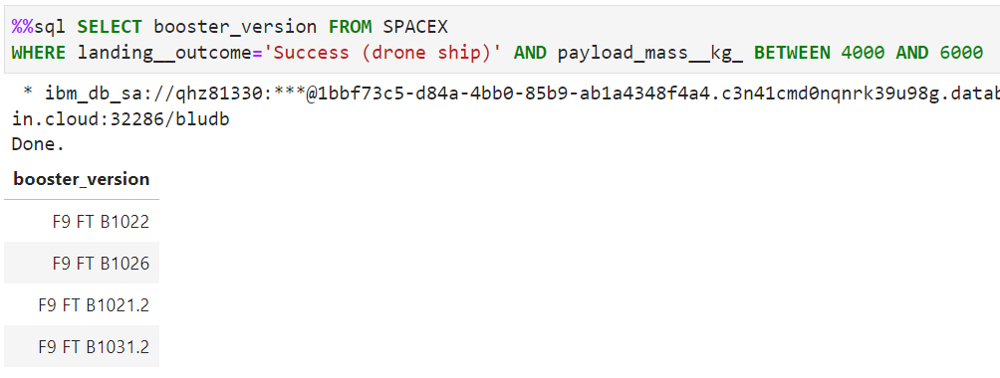 %%sql SELECT booster_version FROM SPACEX
WHERE landing__outcome='Success (drone ship)' AND payload_mass__kg_ BETWEEN 4000 AND 6000
* ibm_db_sa://qhz81330:***@1bbf73c5-d84a-4bb0-85b9-ab1a4348f4a4.c3n41cmd0nqnrk39u98g.datab
in.cloud:32286/bludb
Done.
booster_version
F9 FT B1022
F9 FT B1026
F9 FT B1021.2
F9 FT B1031.2